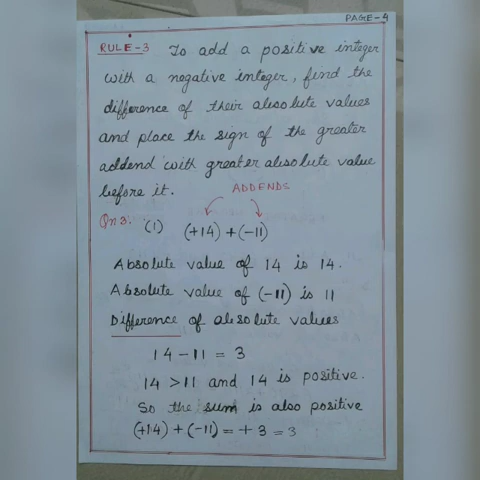 PAGE-4
RULE-3 To add a positive integer
with a negative integer, find the
difference of their absolute values
and place the sign of the greater
addend with greater absolute value
before it.
ADDENDS
Qn 3. (1) (+14) + (-11)
Absolute value of 14 is 14.
Absolute value of (-11) is 11
Difference of absolute values
14 - 11 = 3
14 > 11 and 14 is positive.
So the sum is also positive
(+14) + (-11) = + 3 = 3